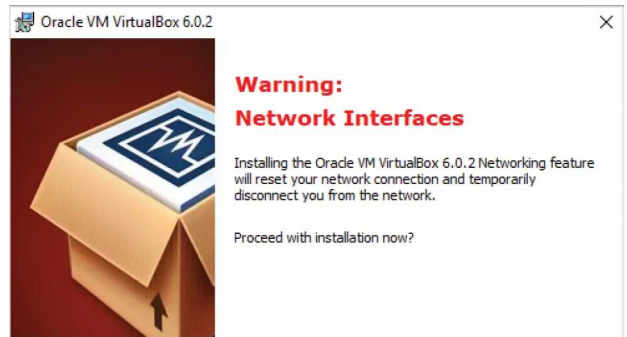 Oracle VM VirtualBox 6.0.2
Warning:
Network Interfaces
Installing the Oracle VM VirtualBox 6.0.2 Networking feature
will reset your network connection and temporarily
disconnect you from the network.
Proceed with installation now?